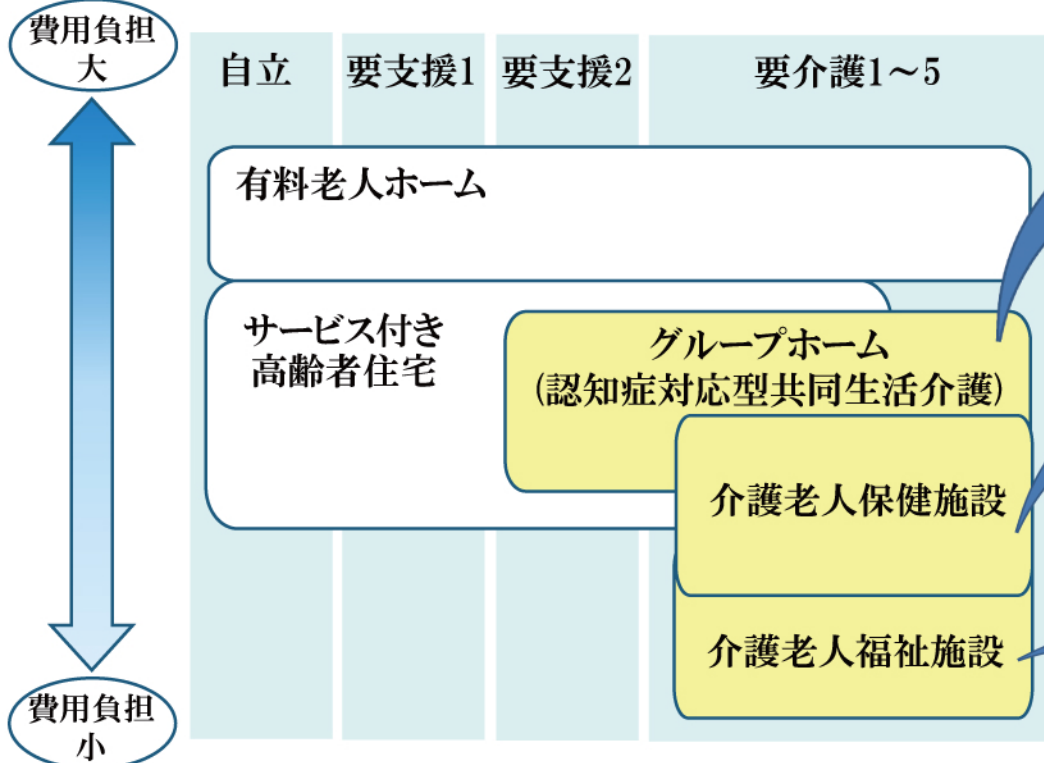 費用負担
大
自立
要支援1
要支援2
要介護1～5
有料老人ホーム
サービス付き
高齢者住宅
グループホーム
(認知症対応型共同生活介護)
介護老人保健施設
介護老人福祉施設
費用負担
小